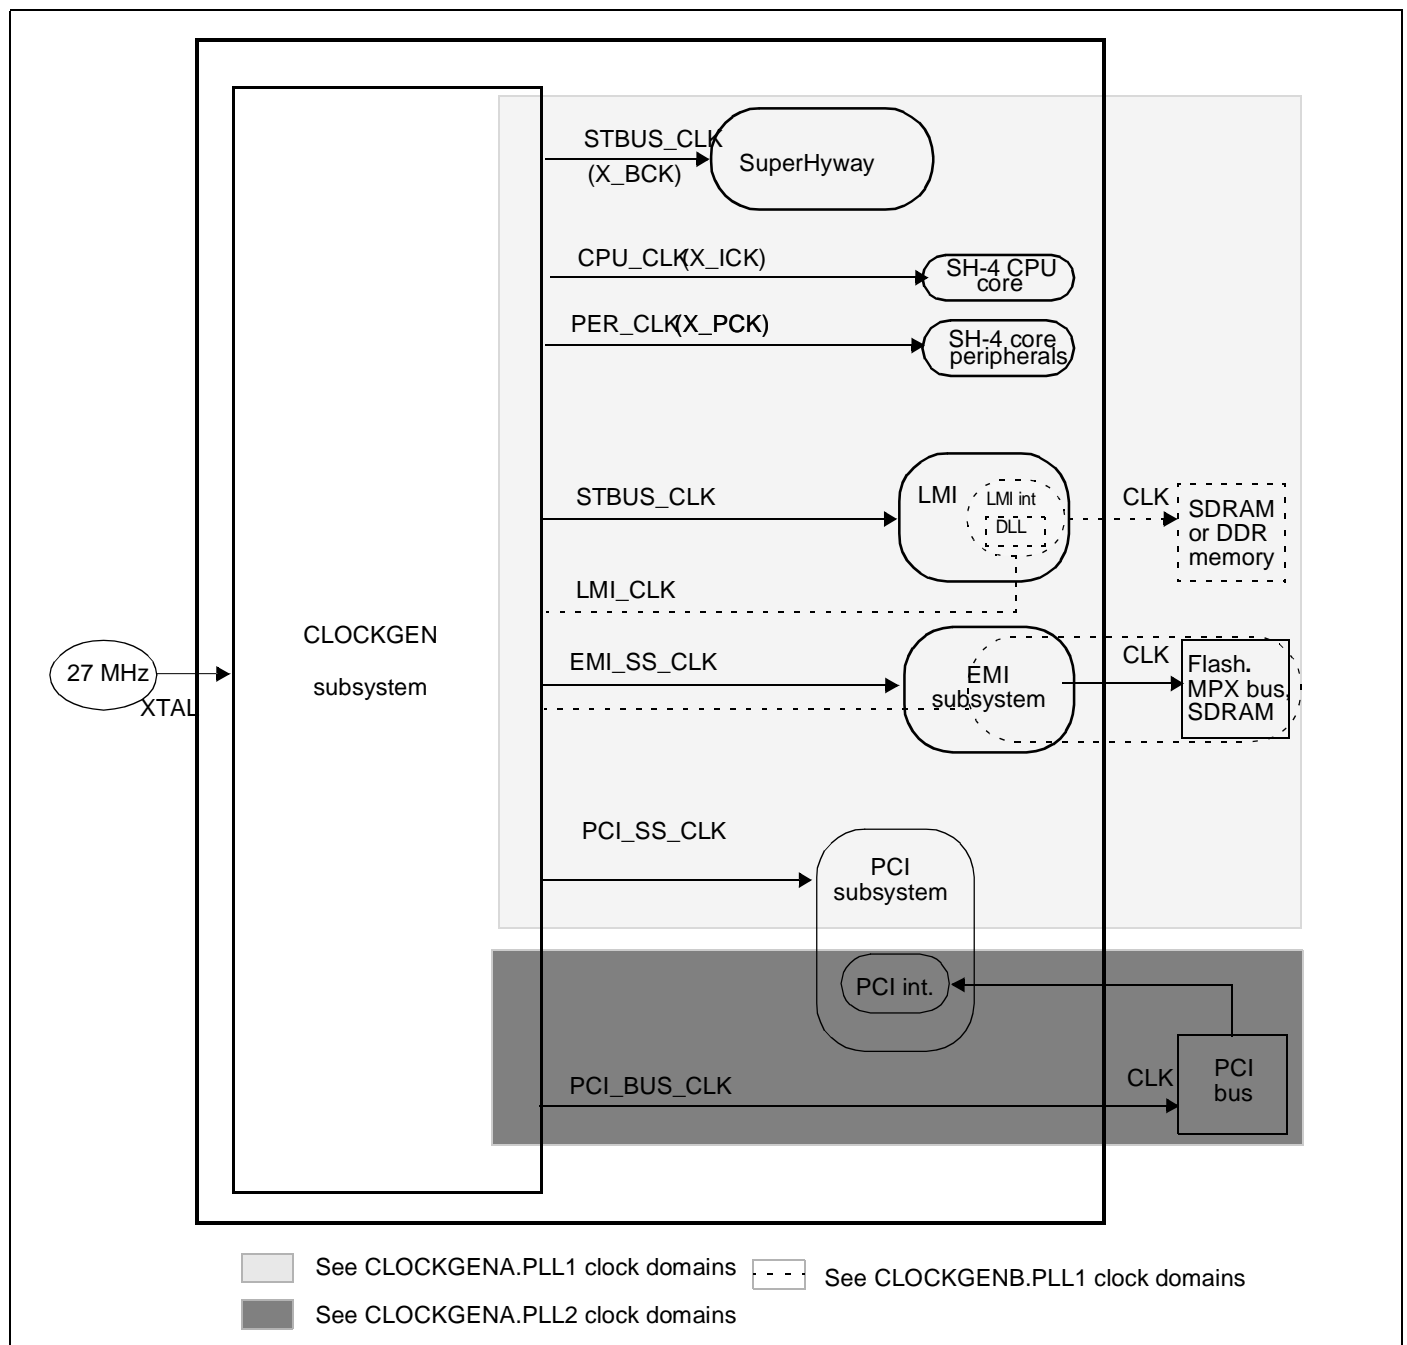 STBUS_CLK
(X_BCK)
SuperHyway
CPU_CLK(X_ICK)
SH-4 CPU
core
PER_CLK(X_PCK)
SH-4 core
peripherals
STBUS_CLK
LMI
LMI int
DLL
CLK
SDRAM
or DDR
memory
LMI_CLK
CLOCKGEN
subsystem
27 MHz
XTAL
EMI_SS_CLK
EMI
subsystem
CLK
Flash.
MPX bus,
SDRAM
PCI_SS_CLK
PCI
subsystem
PCI int.
PCI_BUS_CLK
CLK
PCI
bus
See CLOCKGENA.PLL1 clock domains
See CLOCKGENB.PLL1 clock domains
See CLOCKGENA.PLL2 clock domains